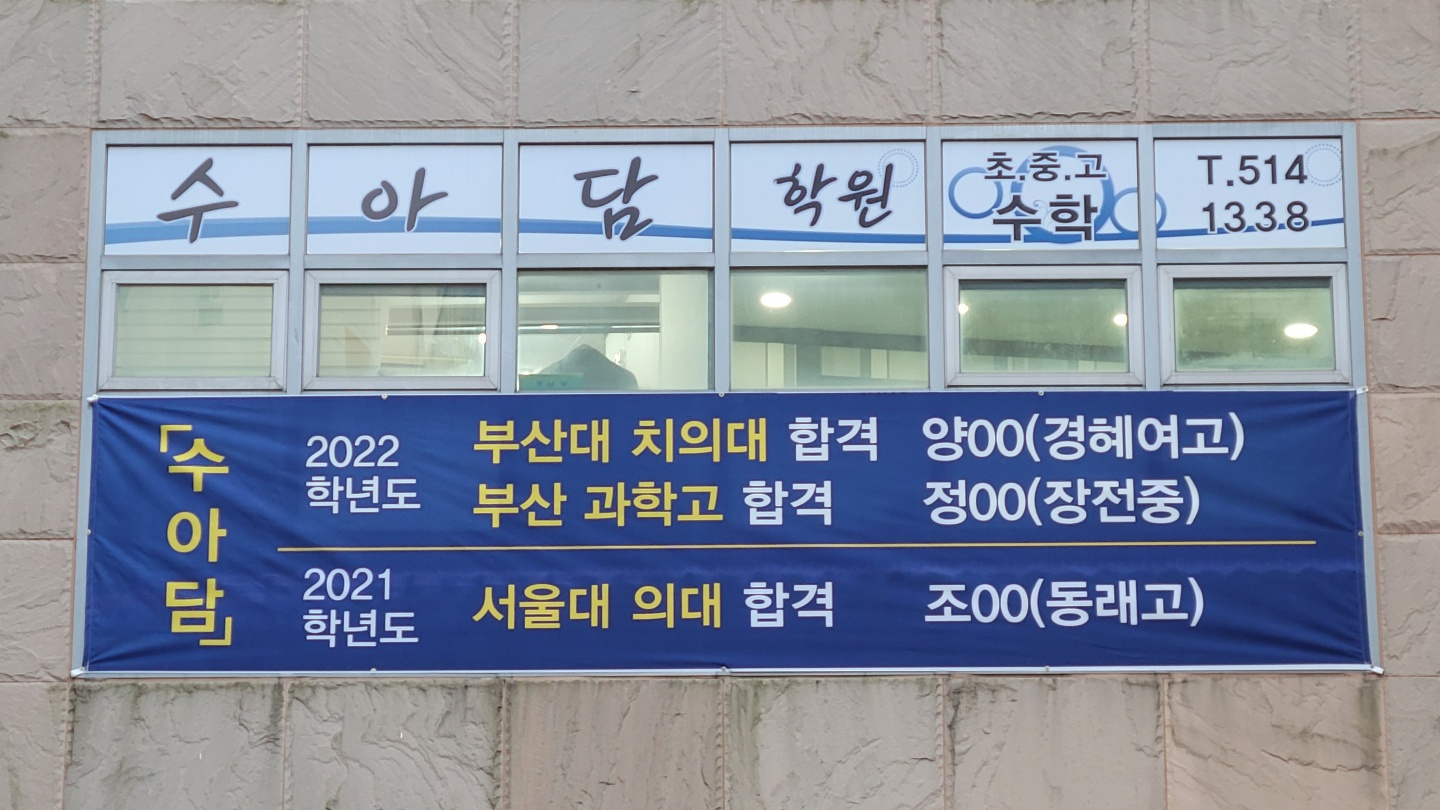 수아담 학원
초.중.고
수학
T.514
1338
「수아담」
2022
학년도
부산대 치의대 합격 양00(경혜여고)
부산 과학고 합격 정00(장전중)
2021
학년도
서울대 의대 합격 조00(동래고)